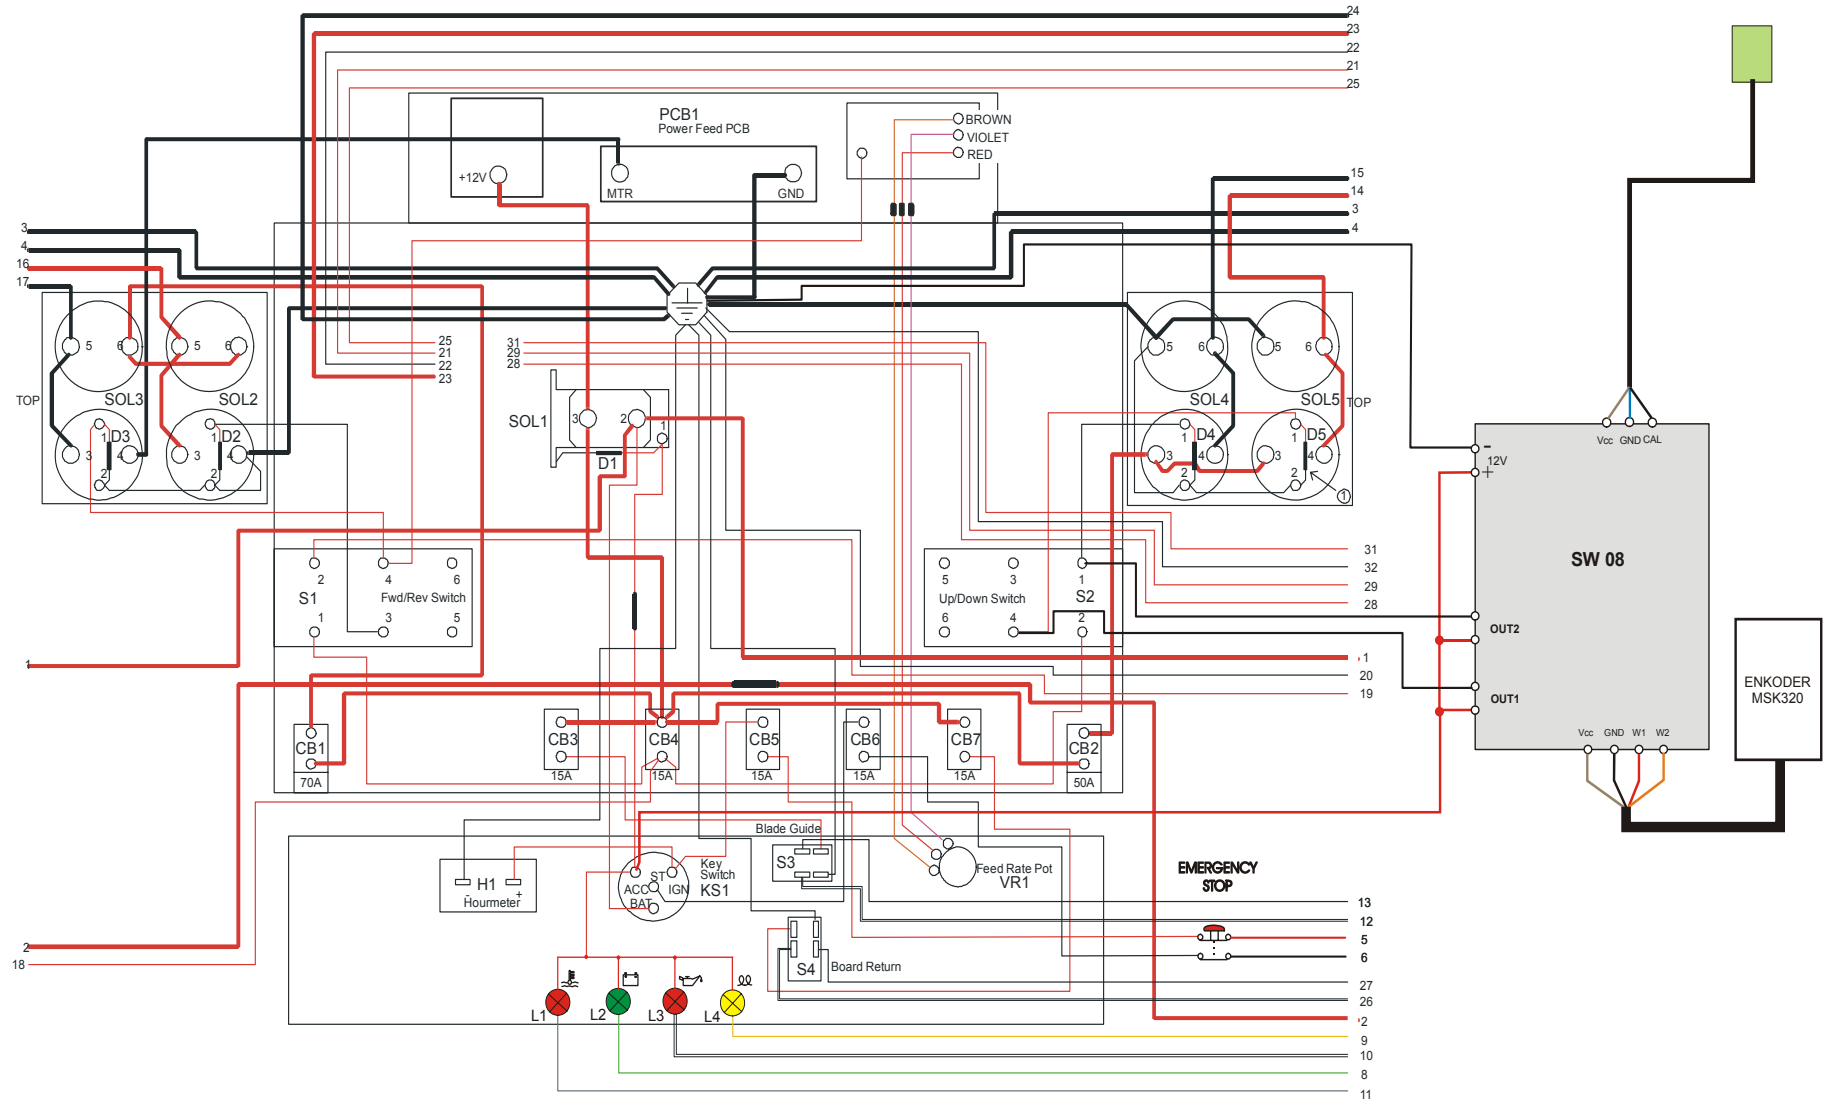 24
23
22
21
25
PCB1
Power Feed PCB
+12V
MTR
GND
BROWN
VIOLET
RED
15
14
3
4
3
4
16
17
5
6
5
6
TOP
SOL3
SOL2
1
D3
3
4
2
1
D2
3
4
2
25
21
22
23
31
29
28
SOL1
3
2
1
D1
5
6
5
6
SOL4
SOL5
TOP
1
D4
3
4
2
1
D5
3
4
2
1
Vcc
GND
CAL
-
12V
+
SW 08
OUT2
OUT1
Vcc
GND
W1
W2
ENKODER
MSK320
2
4
6
S1
Fwd/Rev Switch
1
3
5
5
3
1
Up/Down Switch
S2
6
4
2
31
32
29
28
1
1
20
19
CB1
70A
CB3
15A
CB4
15A
CB5
15A
CB6
15A
CB7
15A
CB2
50A
Blade Guide
S3
H1
-
+
Hourmeter
ST
ACC
IGN
BAT
Key
Switch
KS1
Feed Rate Pot
VR1
EMERGENCY
STOP
13
12
5
6
2
18
S4
Board Return
27
26
2
9
10
8
11
L1
L2
L3
L4